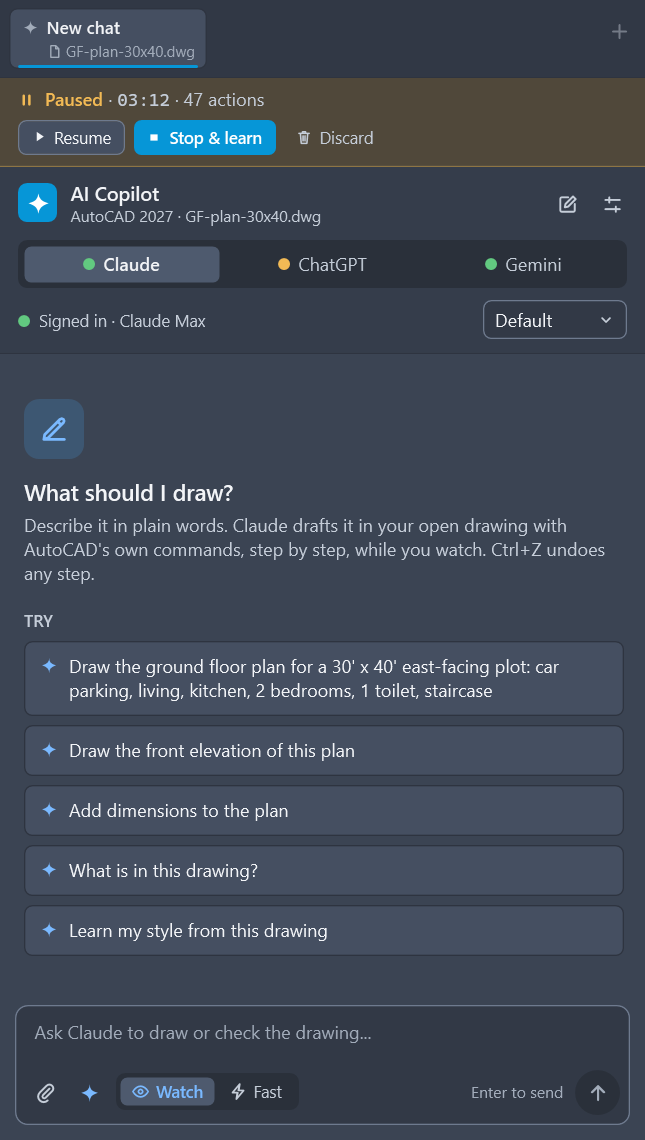 New chat
GF-plan-30x40.dwg
Paused · 03:12 · 47 actions
Resume
Stop & learn
Discard
AI Copilot
AutoCAD 2027 · GF-plan-30x40.dwg
Claude
ChatGPT
Gemini
Signed in · Claude Max
Default
What should I draw?
Describe it in plain words. Claude drafts it in your open drawing with
AutoCAD's own commands, step by step, while you watch. Ctrl+Z undoes
any step.
TRY
Draw the ground floor plan for a 30' x 40' east-facing plot: car
parking, living, kitchen, 2 bedrooms, 1 toilet, staircase
Draw the front elevation of this plan
Add dimensions to the plan
What is in this drawing?
Learn my style from this drawing
Ask Claude to draw or check the drawing...
Watch
Fast
Enter to send